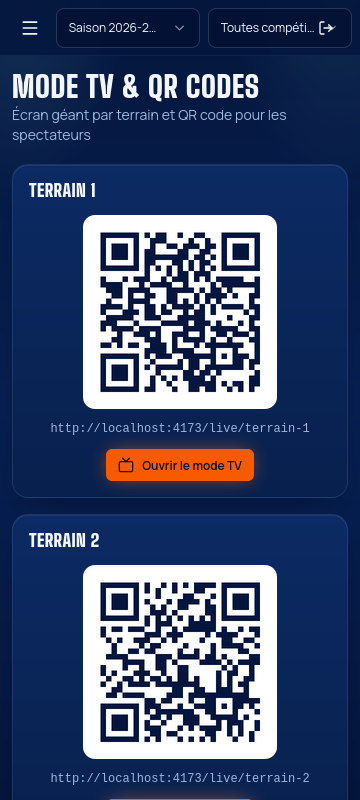 Saison 2026-2...
Toutes compéti...
MODE TV & QR CODES
Écran géant par terrain et QR code pour les
spectateurs
TERRAIN 1
http://localhost:4173/live/terrain-1
Ouvrir le mode TV
TERRAIN 2
http://localhost:4173/live/terrain-2